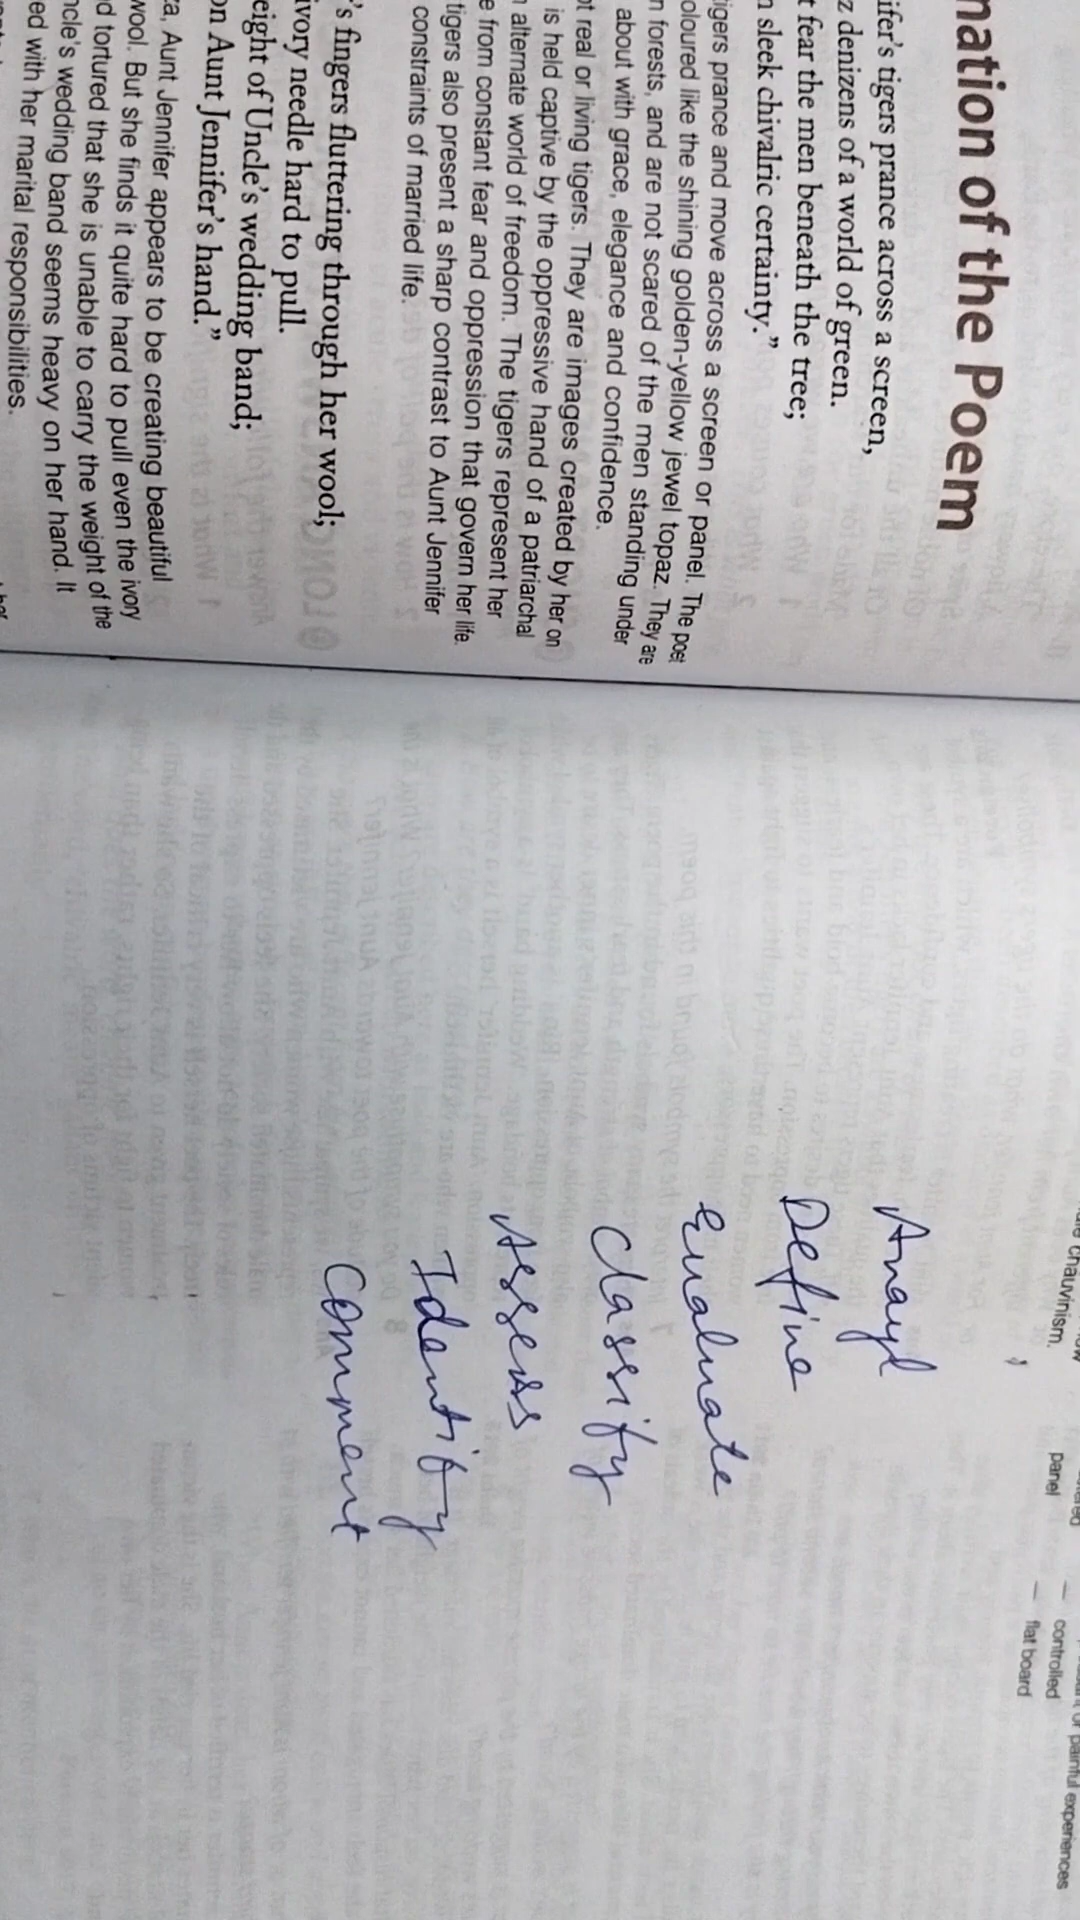 nation of the Poem
ifer's tigers prance across a screen,
z denizens of a world of green.
t fear the men beneath the tree;
n sleek chivalric certainty."
igers prance and move across a screen or panel. The poet
oloured like the shining golden-yellow jewel topaz. They are
n forests, and are not scared of the men standing under
about with grace, elegance and confidence.
ot real or living tigers. They are images created by her on
is held captive by the oppressive hand of a patriarchal
n alternate world of freedom. The tigers represent her
e from constant fear and oppression that govern her life.
tigers also present a sharp contrast to Aunt Jennifer
constraints of married life.
's fingers fluttering through her wool;
ivory needle hard to pull.
eight of Uncle's wedding band;
on Aunt Jennifer's hand."
za, Aunt Jennifer appears to be creating beautiful
wool. But she finds it quite hard to pull even the ivory
d tortured that she is unable to carry the weight of the
ncle's wedding band seems heavy on her hand. It
ed with her marital responsibilities.
chauvinism.
painful experiences
controlled
panel — flat board
Anayl
Define
Evaluate
Classify
Assess
Identify
Comment